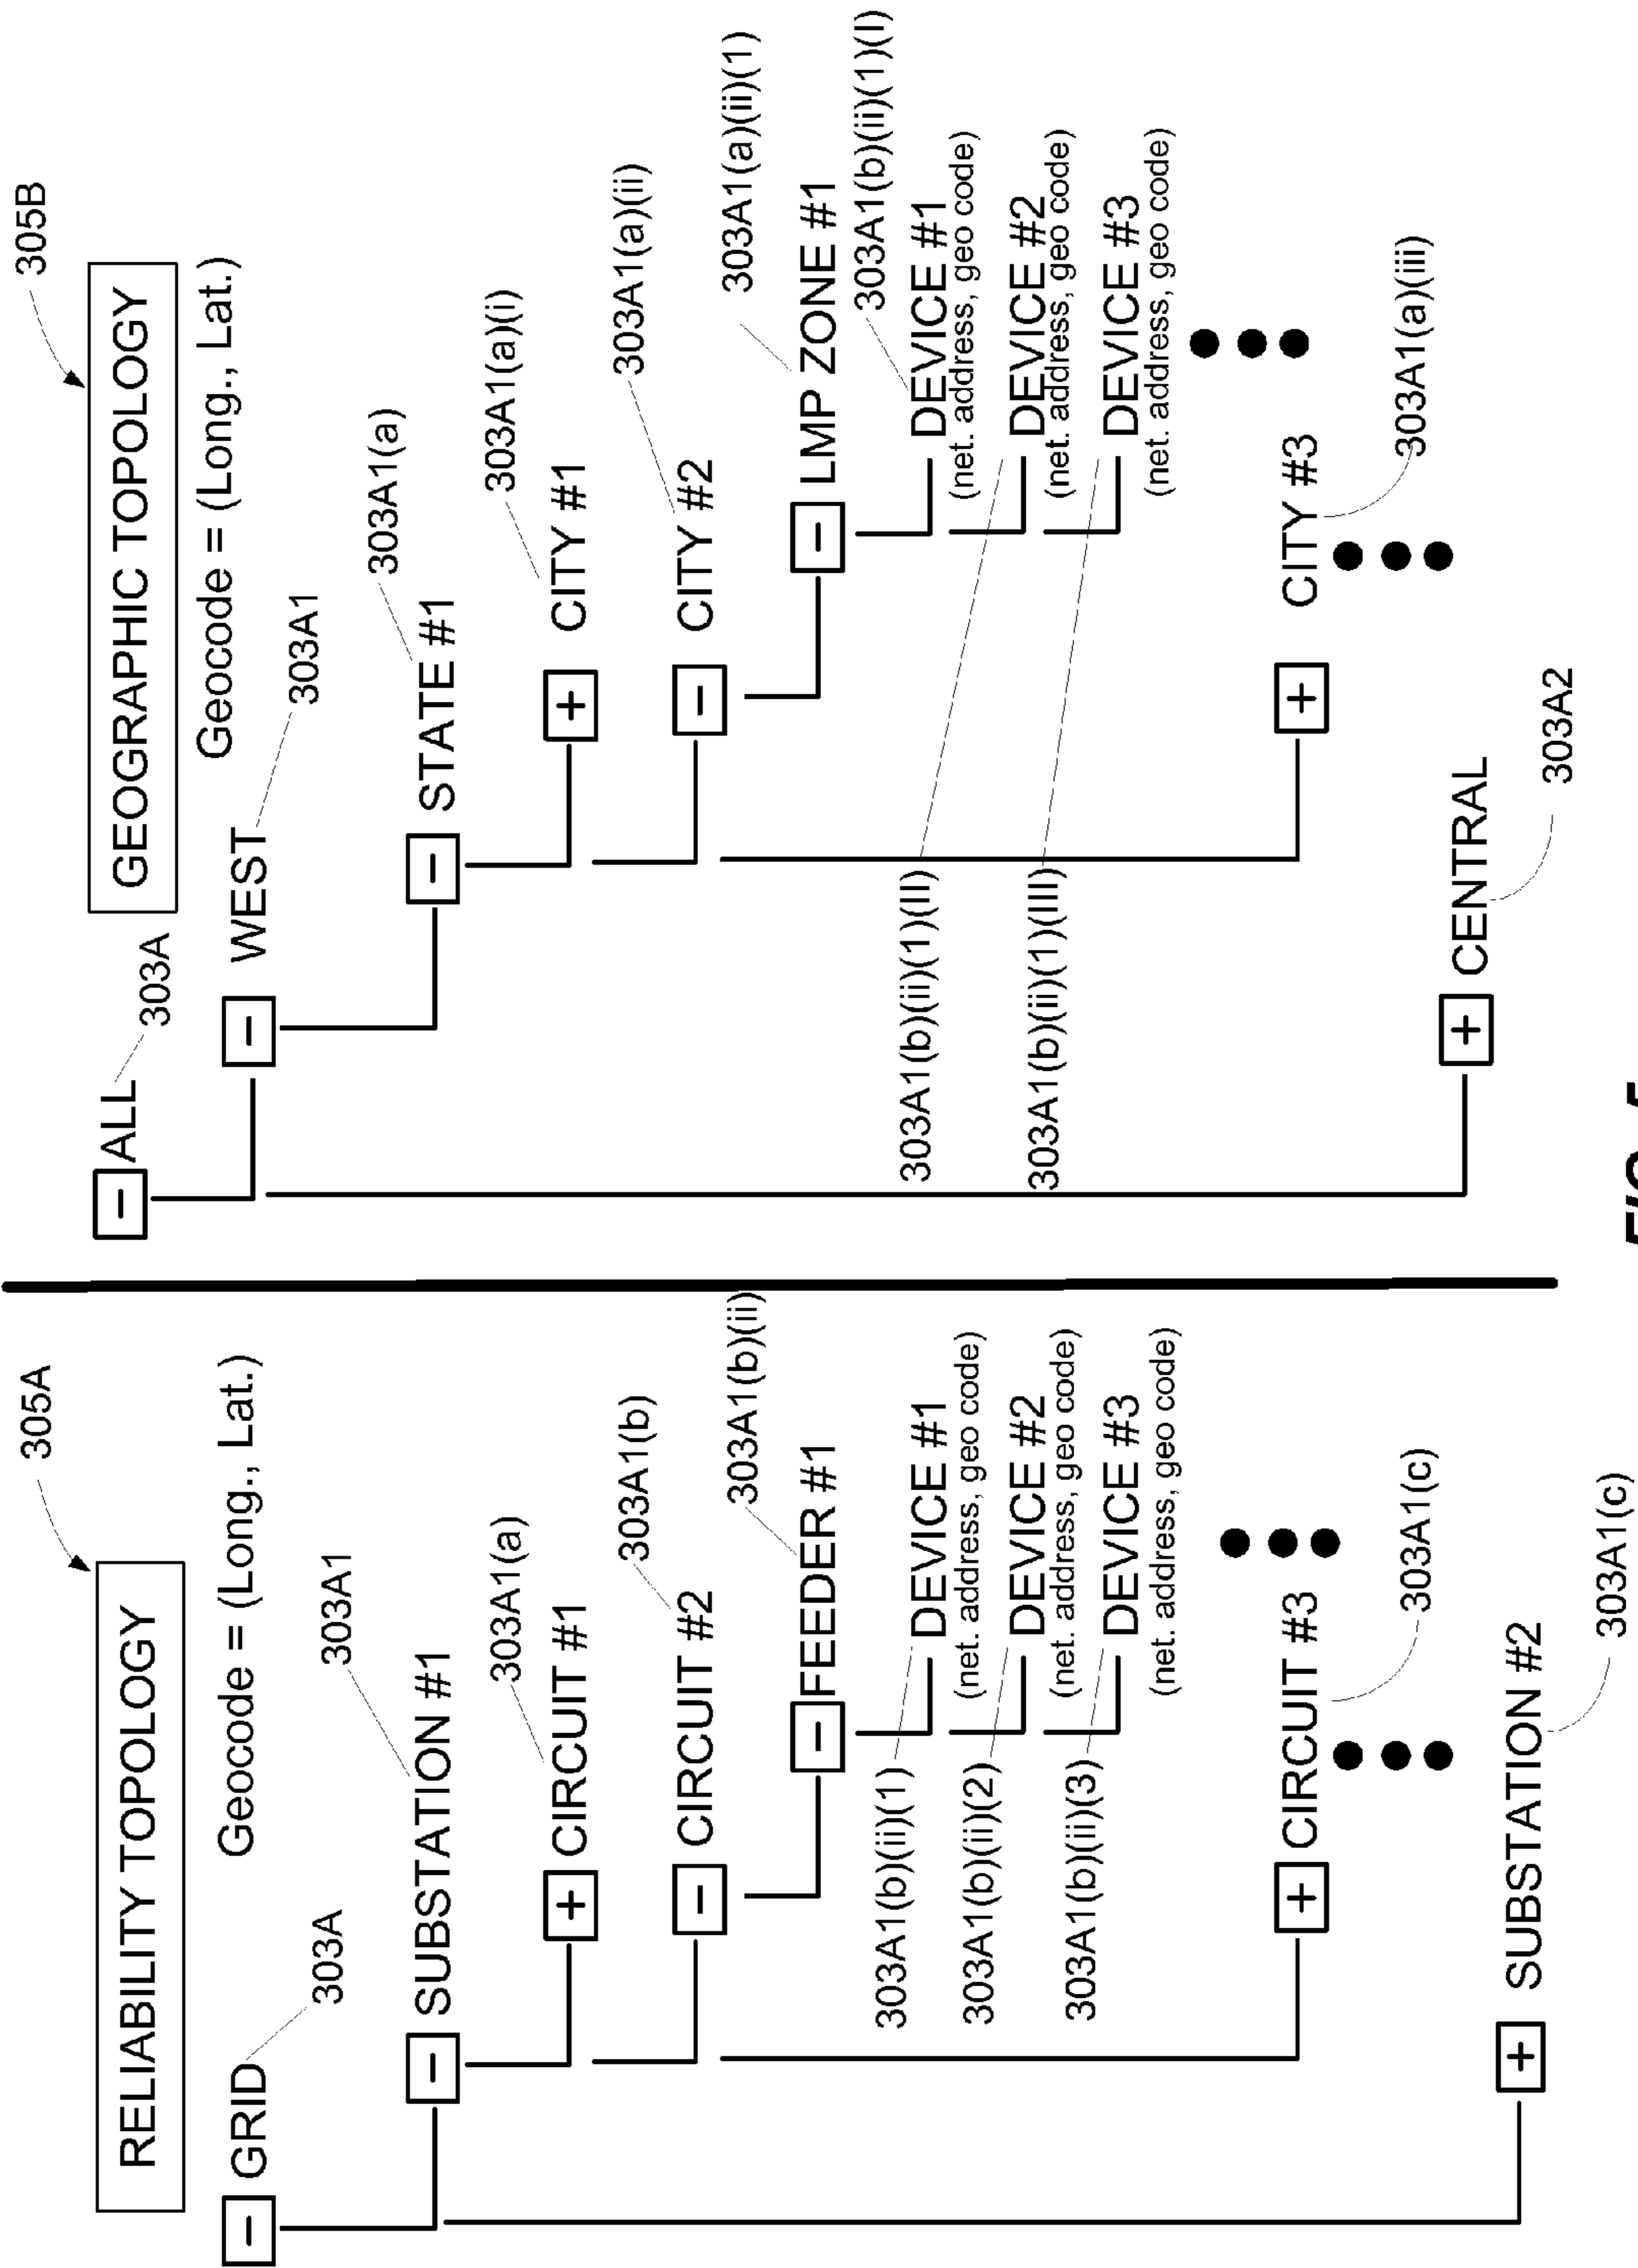 305A
RELIABILITY TOPOLOGY
Geocode = (Long., Lat.)
GRID
303A
303A1
SUBSTATION #1
303A1(a)
CIRCUIT #1
303A1(b)
CIRCUIT #2
303A1(b)(ii)
FEEDER #1
303A1(b)(ii)(1)
DEVICE #1
(net. address, geo code)
303A1(b)(ii)(2)
DEVICE #2
(net. address, geo code)
303A1(b)(ii)(3)
DEVICE #3
(net. address, geo code)
CIRCUIT #3
303A1(c)
SUBSTATION #2
303A1(c)
305B
GEOGRAPHIC TOPOLOGY
ALL
303A
Geocode = (Long., Lat.)
WEST
303A1
303A1(a)
STATE #1
303A1(a)(i)
CITY #1
303A1(a)(ii)
CITY #2
303A1(a)(ii)(1)
LMP ZONE #1
303A1(b)(ii)(1)(I)
DEVICE #1
(net. address, geo code)
303A1(b)(ii)(1)(II)
DEVICE #2
(net. address, geo code)
303A1(b)(ii)(1)(III)
DEVICE #3
(net. address, geo code)
CITY #3
303A1(a)(iii)
CENTRAL
303A2